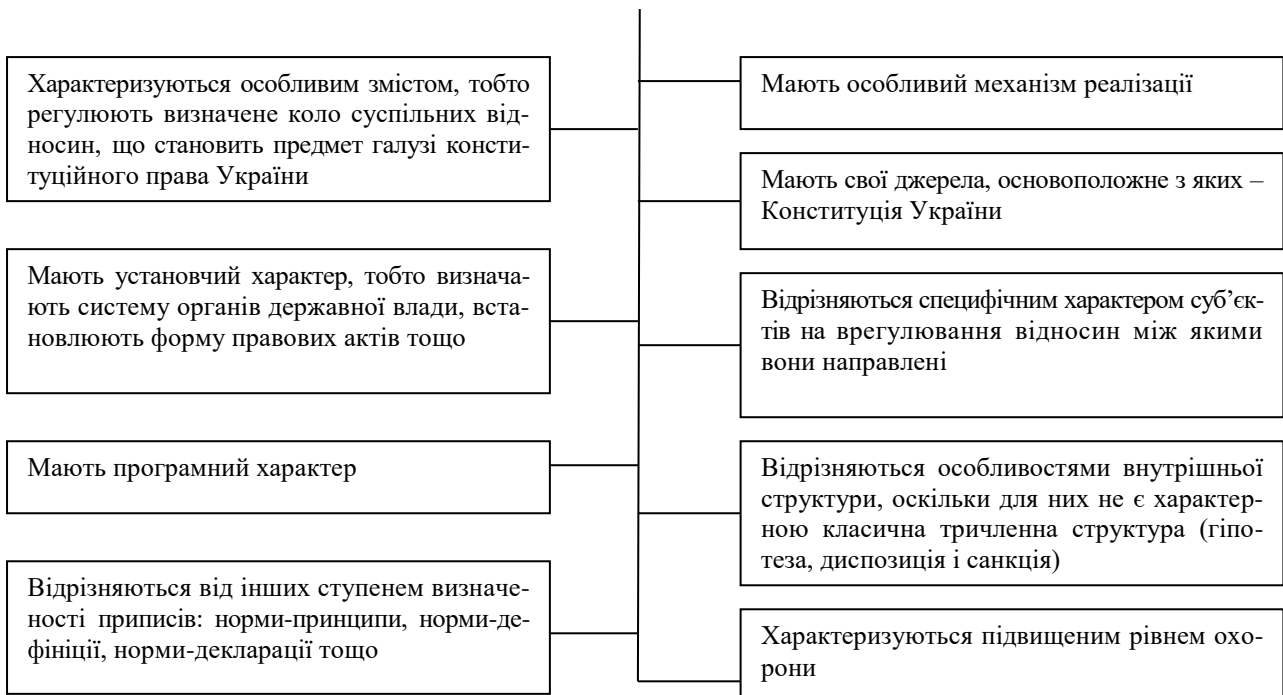 Характеризуються особливим змістом, тобто
регулюють визначене коло суспільних від-
носин, що становить предмет галузі консти-
туційного права України
Мають установчий характер, тобто визнача-
ють систему органів державної влади, вста-
новлюють форму правових актів тощо
Мають програмний характер
Відрізняються від інших ступенем визначе-
ності приписів: норми-принципи, норми-де-
фініції, норми-декларації тощо
Мають особливий механізм реалізації
Мають свої джерела, основоположне з яких –
Конституція України
Відрізняються специфічним характером суб’єк-
тів на врегулювання відносин між якими
вони направлені
Відрізняються особливостями внутрішньої
структури, оскільки для них не є характер-
ною класична тричленна структура (гіпо-
теза, диспозиція і санкція)
Характеризуються підвищеним рівнем охо-
рони